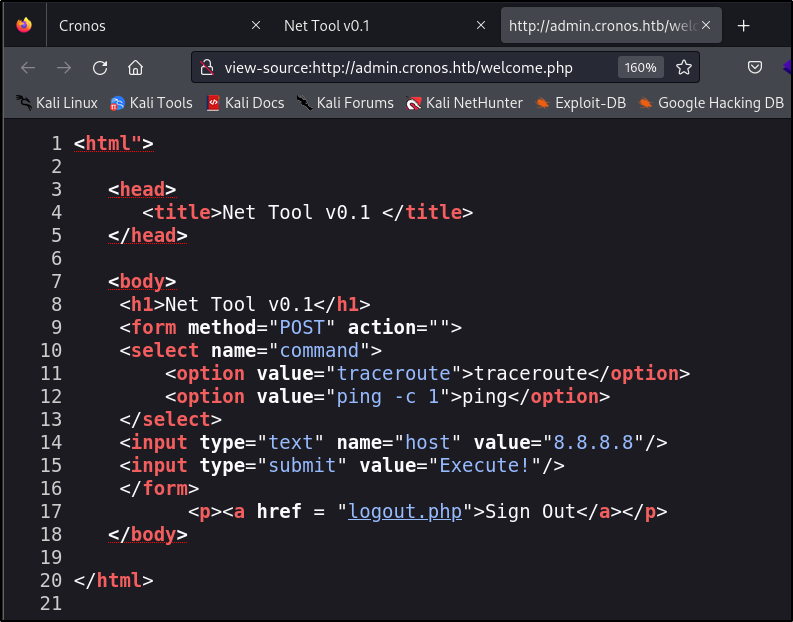 Cronos
Net Tool v0.1
http://admin.cronos.htb/welc
view-source:http://admin.cronos.htb/welcome.php 160%
Kali Linux Kali Tools Kali Docs Kali Forums Kali NetHunter Exploit-DB Google Hacking DB
1 <html">
2
3 <head>
4 <title>Net Tool v0.1 </title>
5 </head>
6
7 <body>
8 <h1>Net Tool v0.1</h1>
9 <form method="POST" action="">
10 <select name="command">
11 <option value="traceroute">traceroute</option>
12 <option value="ping -c 1">ping</option>
13 </select>
14 <input type="text" name="host" value="8.8.8.8"/>
15 <input type="submit" value="Execute!"/>
16 </form>
17 <p><a href = "logout.php">Sign Out</a></p>
18 </body>
19
20 </html>
21